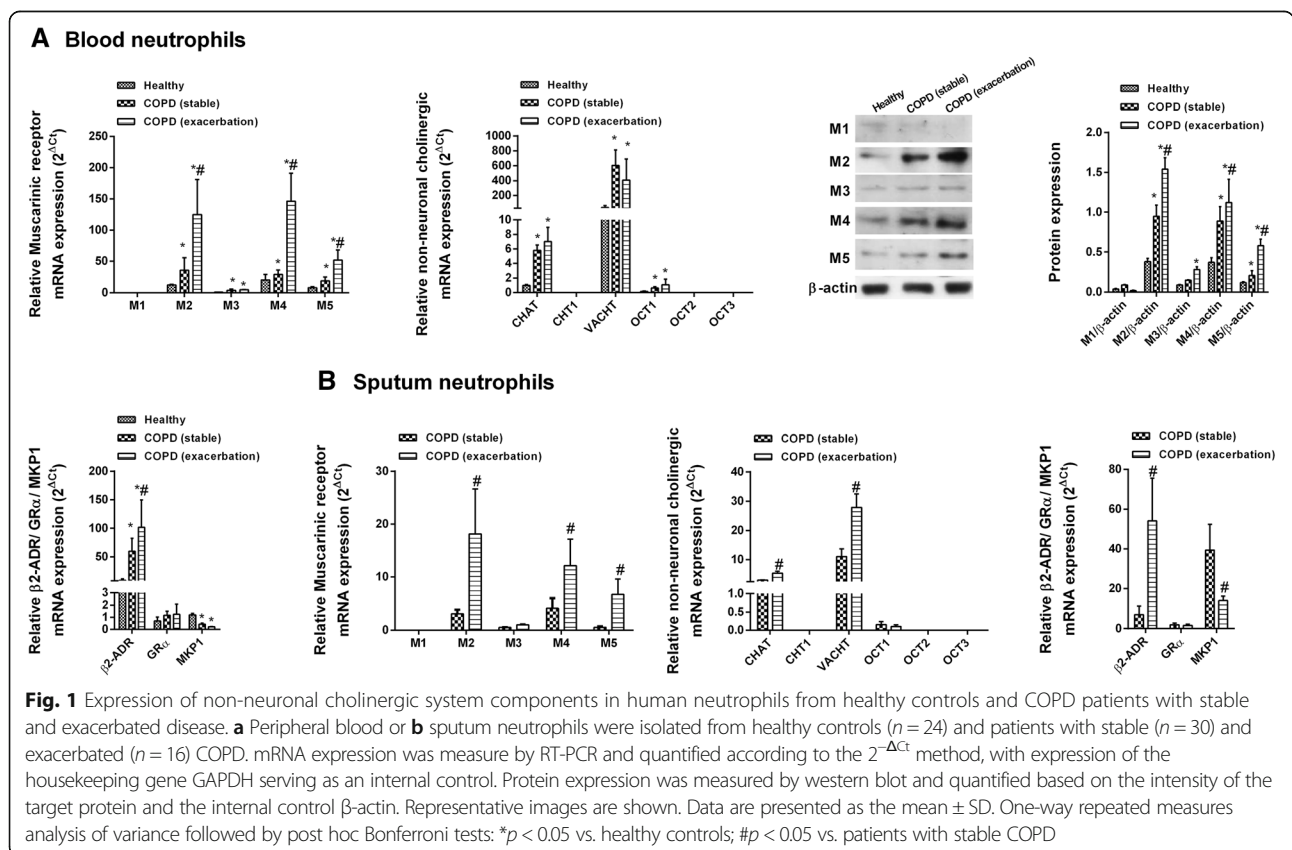 A Blood neutrophils
Healthy
COPD (stable)
COPD (exacerbation)
Relative Muscarinic receptor
mRNA expression (2^ΔCt)
250
200
150
100
50
0
* *# * * * *# * *#
M1 M2 M3 M4 M5
Healthy
COPD (stable)
COPD (exacerbation)
Relative non-neuronal cholinergic
mRNA expression (2^ΔCt)
1000
800
600
400
200
6
4
2
0
* * * * * *
CHAT CHT1 VACHT OCT1 OCT2 OCT3
Healthy COPD (stable) COPD (exacerbation)
M1
M2
M3
M4
M5
β-actin
Healthy
COPD (stable)
COPD (exacerbation)
Protein expression
2.0
1.5
1.0
0.5
0.0
* *# * * *# * *#
M1/β-actin M2/β-actin M3/β-actin M4/β-actin M5/β-actin
Healthy
COPD (stable)
COPD (exacerbation)
Relative β2-ADR/ GRα/ MKP1
mRNA expression (2^ΔCt)
200
150
100
50
3
2
1
0
* *# * *
β2-ADR GRα MKP1
B Sputum neutrophils
COPD (stable)
COPD (exacerbation)
Relative Muscarinic receptor
mRNA expression (2^ΔCt)
30
20
10
0
# # #
M1 M2 M3 M4 M5
COPD (stable)
COPD (exacerbation)
Relative non-neuronal cholinergic
mRNA expression (2^ΔCt)
40
30
20
10
1.0
0.5
0.0
# #
CHAT CHT1 VACHT OCT1 OCT2 OCT3
COPD (stable)
COPD (exacerbation)
Relative β2-ADR/ GRα/ MKP1
mRNA expression (2^ΔCt)
80
60
40
20
0
# #
β2-ADR GRα MKP1
Fig. 1 Expression of non-neuronal cholinergic system components in human neutrophils from healthy controls and COPD patients with stable
and exacerbated disease. a Peripheral blood or b sputum neutrophils were isolated from healthy controls (n = 24) and patients with stable (n = 30) and
exacerbated (n = 16) COPD. mRNA expression was measure by RT-PCR and quantified according to the 2^−ΔCt method, with expression of the
housekeeping gene GAPDH serving as an internal control. Protein expression was measured by western blot and quantified based on the intensity of the
target protein and the internal control β-actin. Representative images are shown. Data are presented as the mean ± SD. One-way repeated measures
analysis of variance followed by post hoc Bonferroni tests: *p < 0.05 vs. healthy controls; #p < 0.05 vs. patients with stable COPD